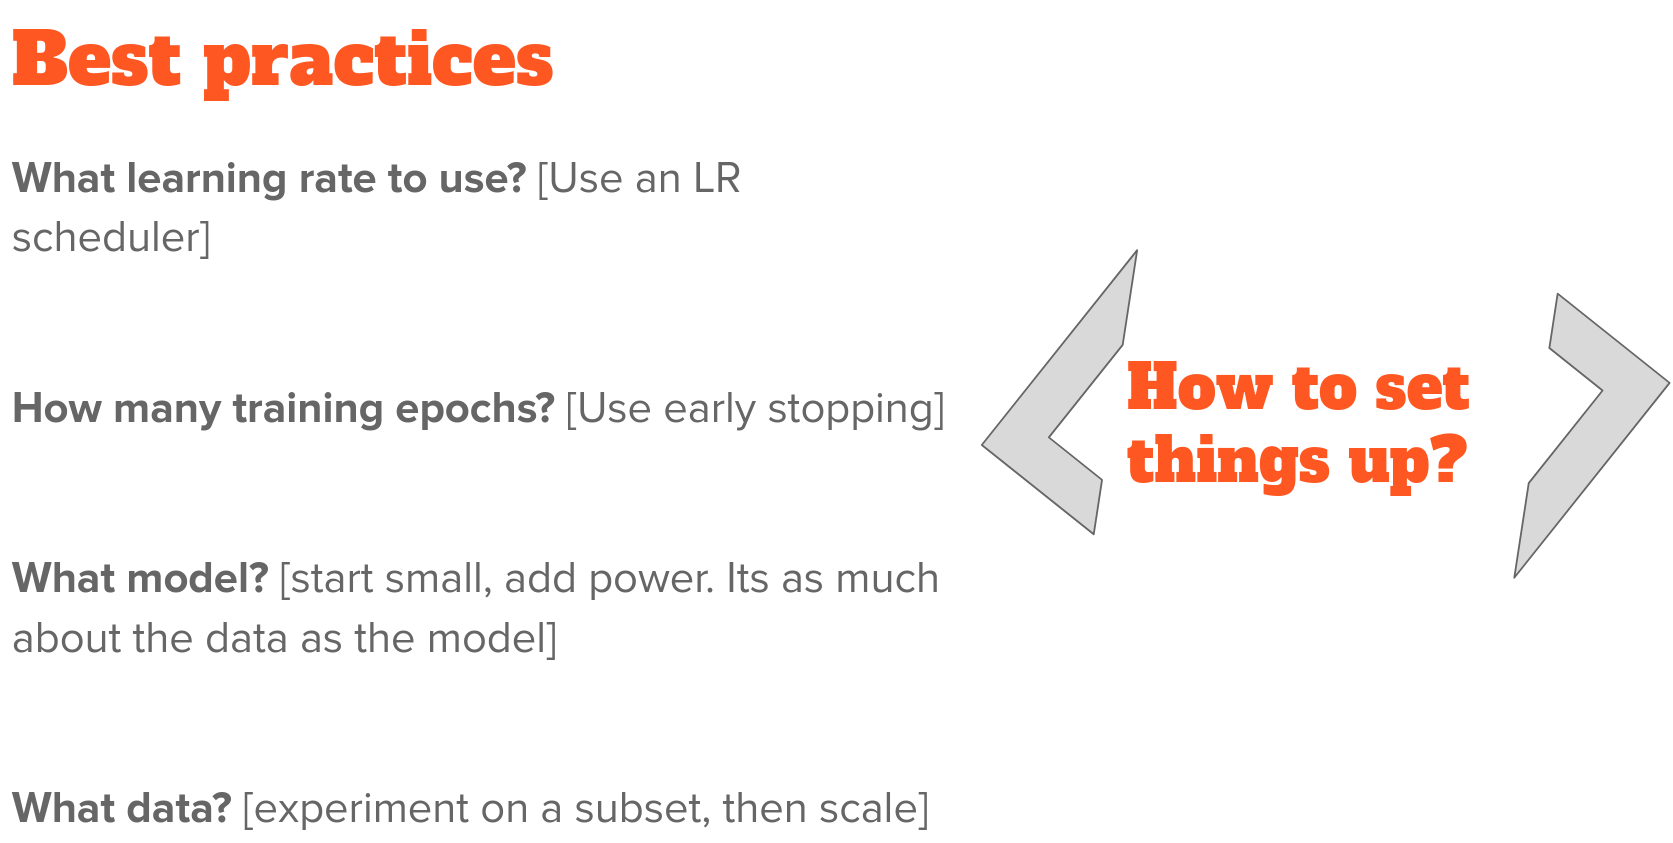 Best practices
What learning rate to use? [Use an LR
scheduler]
How many training epochs? [Use early stopping]
What model? [start small, add power. Its as much
about the data as the model]
What data? [experiment on a subset, then scale]
How to set
things up?